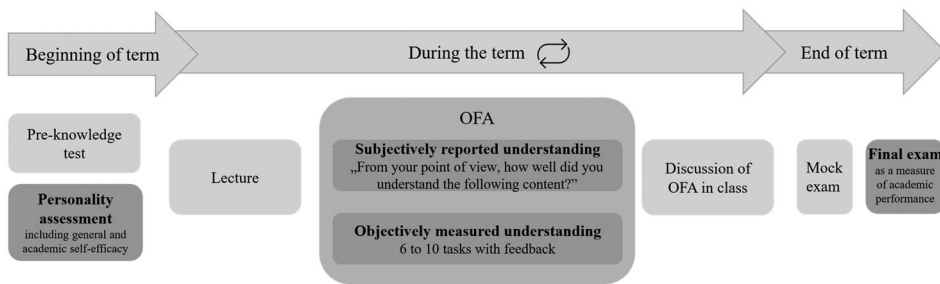 Beginning of term
During the term
End of term
Pre-knowledge
test
Personality
assessment
including general and
academic self-efficacy
Lecture
OFA
Subjectively reported understanding
„From your point of view, how well did you
understand the following content?”
Objectively measured understanding
6 to 10 tasks with feedback
Discussion of
OFA in class
Mock
exam
Final exam
as a measure
of academic
performance